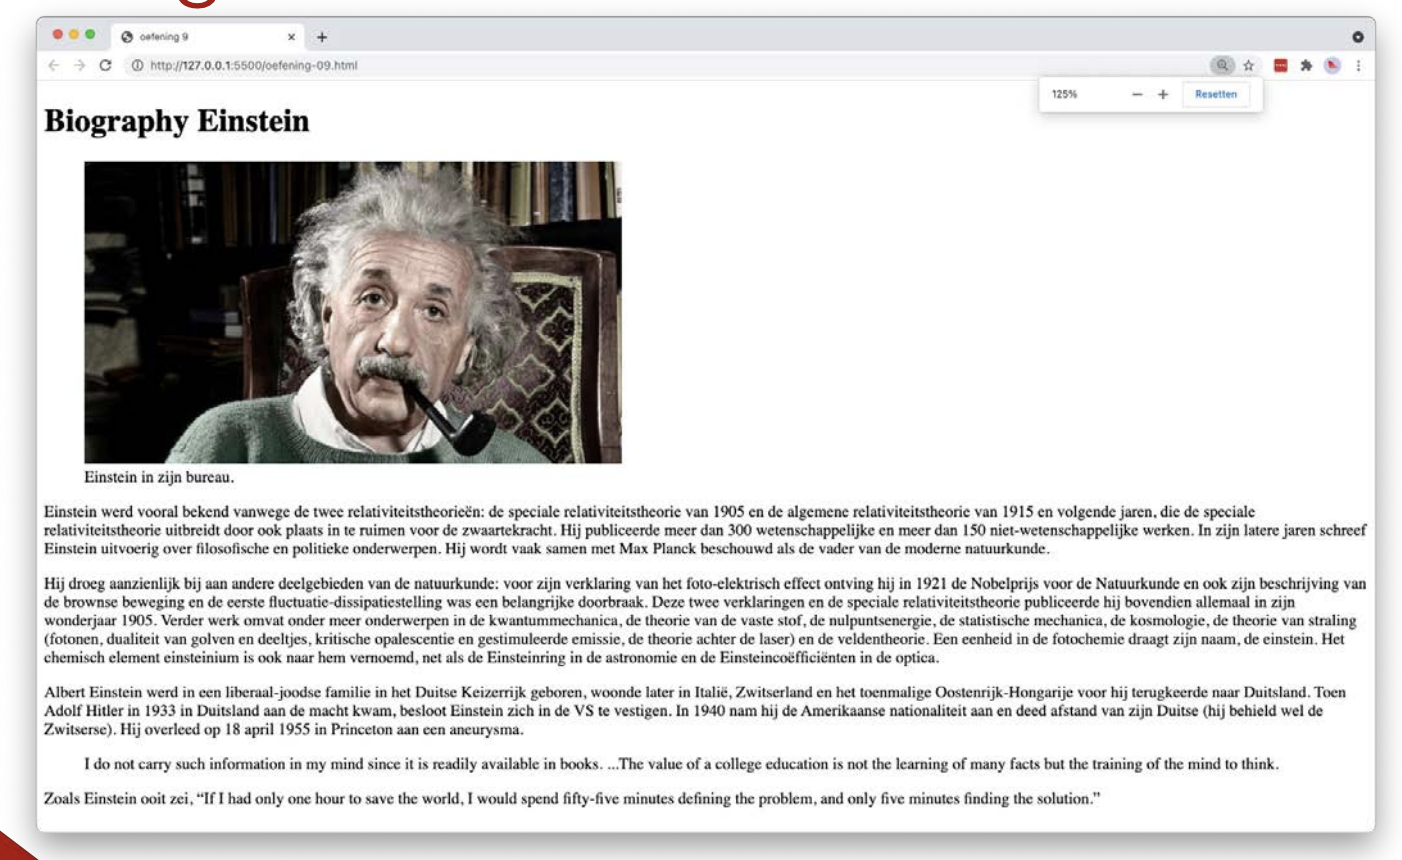 oefening 9
http://127.0.0.1:5500/oefening-09.html
125%
Resetten
Biography Einstein
Einstein in zijn bureau.
Einstein werd vooral bekend vanwege de twee relativiteitstheorieën: de speciale relativiteitstheorie van 1905 en de algemene relativiteitstheorie van 1915 en volgende jaren, die de speciale
relativiteitstheorie uitbreidt door ook plaats in te ruimen voor de zwaartekracht. Hij publiceerde meer dan 300 wetenschappelijke en meer dan 150 niet-wetenschappelijke werken. In zijn latere jaren schreef
Einstein uitvoerig over filosofische en politieke onderwerpen. Hij wordt vaak samen met Max Planck beschouwd als de vader van de moderne natuurkunde.
Hij droeg aanzienlijk bij aan andere deelgebieden van de natuurkunde: voor zijn verklaring van het foto-elektrisch effect ontving hij in 1921 de Nobelprijs voor de Natuurkunde en ook zijn beschrijving van
de brownse beweging en de eerste fluctuatie-dissipatiestelling was een belangrijke doorbraak. Deze twee verklaringen en de speciale relativiteitstheorie publiceerde hij bovendien allemaal in zijn
wonderjaar 1905. Verder werk omvat onder meer onderwerpen in de kwantummechanica, de theorie van de vaste stof, de nulpuntsenergie, de statistische mechanica, de kosmologie, de theorie van straling
(fotonen, dualiteit van golven en deeltjes, kritische opalescentie en gestimuleerde emissie, de theorie achter de laser) en de veldentheorie. Een eenheid in de fotochemie draagt zijn naam, de einstein. Het
chemisch element einsteinium is ook naar hem vernoemd, net als de Einsteinring in de astronomie en de Einsteincoëfficiënten in de optica.
Albert Einstein werd in een liberaal-joodse familie in het Duitse Keizerrijk geboren, woonde later in Italië, Zwitserland en het toenmalige Oostenrijk-Hongarije voor hij terugkeerde naar Duitsland. Toen
Adolf Hitler in 1933 in Duitsland aan de macht kwam, besloot Einstein zich in de VS te vestigen. In 1940 nam hij de Amerikaanse nationaliteit aan en deed afstand van zijn Duitse (hij behield wel de
Zwitserse). Hij overleed op 18 april 1955 in Princeton aan een aneurysma.
I do not carry such information in my mind since it is readily available in books. ...The value of a college education is not the learning of many facts but the training of the mind to think.
Zoals Einstein ooit zei, “If I had only one hour to save the world, I would spend fifty-five minutes defining the problem, and only five minutes finding the solution.”